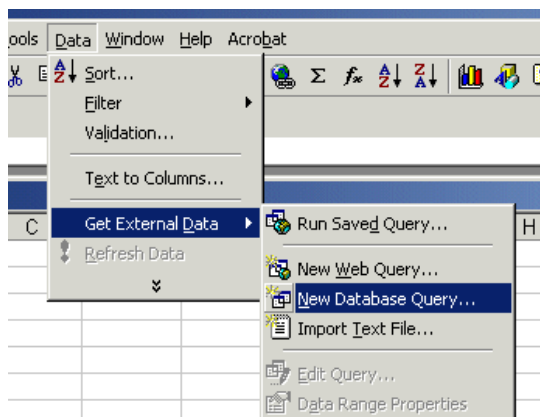 ools Data Window Help Acrobat
Sort...
Filter
Validation...
Text to Columns...
Get External Data
Refresh Data
C
H
Run Saved Query...
New Web Query...
New Database Query...
Import Text File...
Edit Query...
Data Range Properties